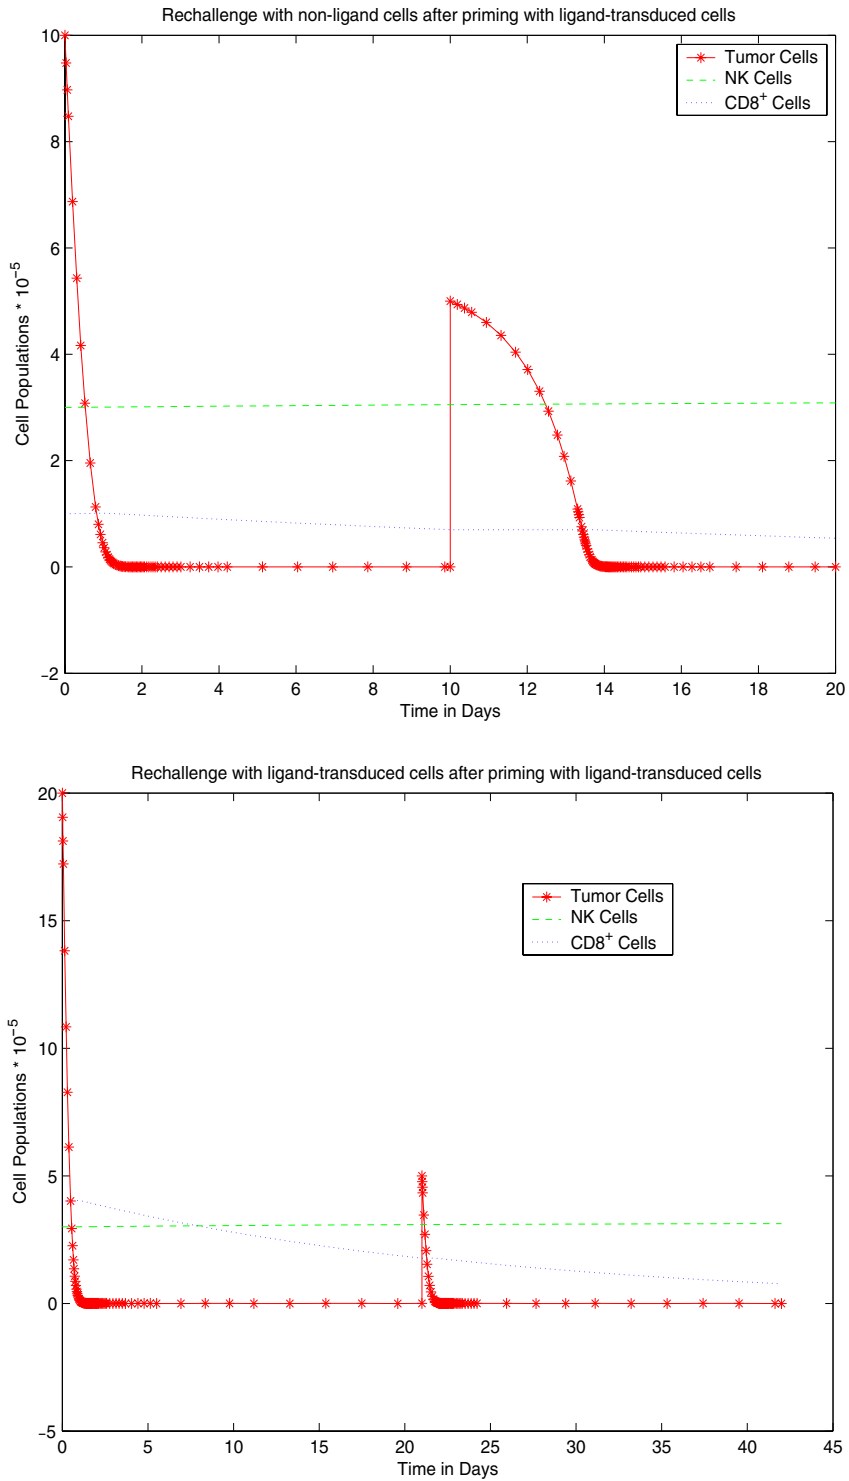 Rechallenge with non-ligand cells after priming with ligand-transduced cells
10
8
6
4
2
0
−2
Cell Populations * 10−5
Tumor Cells
NK Cells
CD8+ Cells
0 2 4 6 8 10 12 14 16 18 20
Time in Days
Rechallenge with ligand-transduced cells after priming with ligand-transduced cells
20
15
10
5
0
−5
Cell Populations * 10−5
Tumor Cells
NK Cells
CD8+ Cells
0 5 10 15 20 25 30 35 40 45
Time in Days